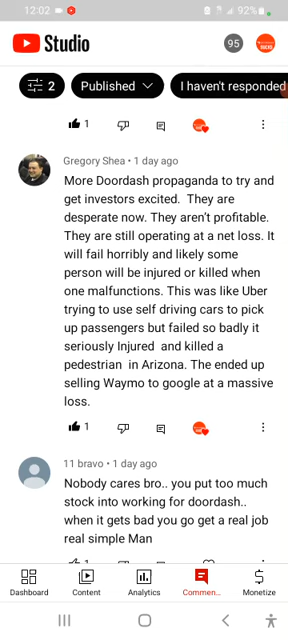 12:02
92%
Studio
95
2
Published
I haven't responded
1
Gregory Shea • 1 day ago
More Doordash propaganda to try and
get investors excited.  They are
desperate now. They aren't profitable.
They are still operating at a net loss. It
will fail horribly and likely some
person will be injured or killed when
one malfunctions. This was like Uber
trying to use self driving cars to pick
up passengers but failed so badly it
seriously Injured  and killed a
pedestrian  in Arizona. The ended up
selling Waymo to google at a massive
loss.
1
11 bravo • 1 day ago
Nobody cares bro.. you put too much
stock into working for doordash..
when it gets bad you go get a real job
real simple Man
Dashboard
Content
Analytics
Commen...
Monetize